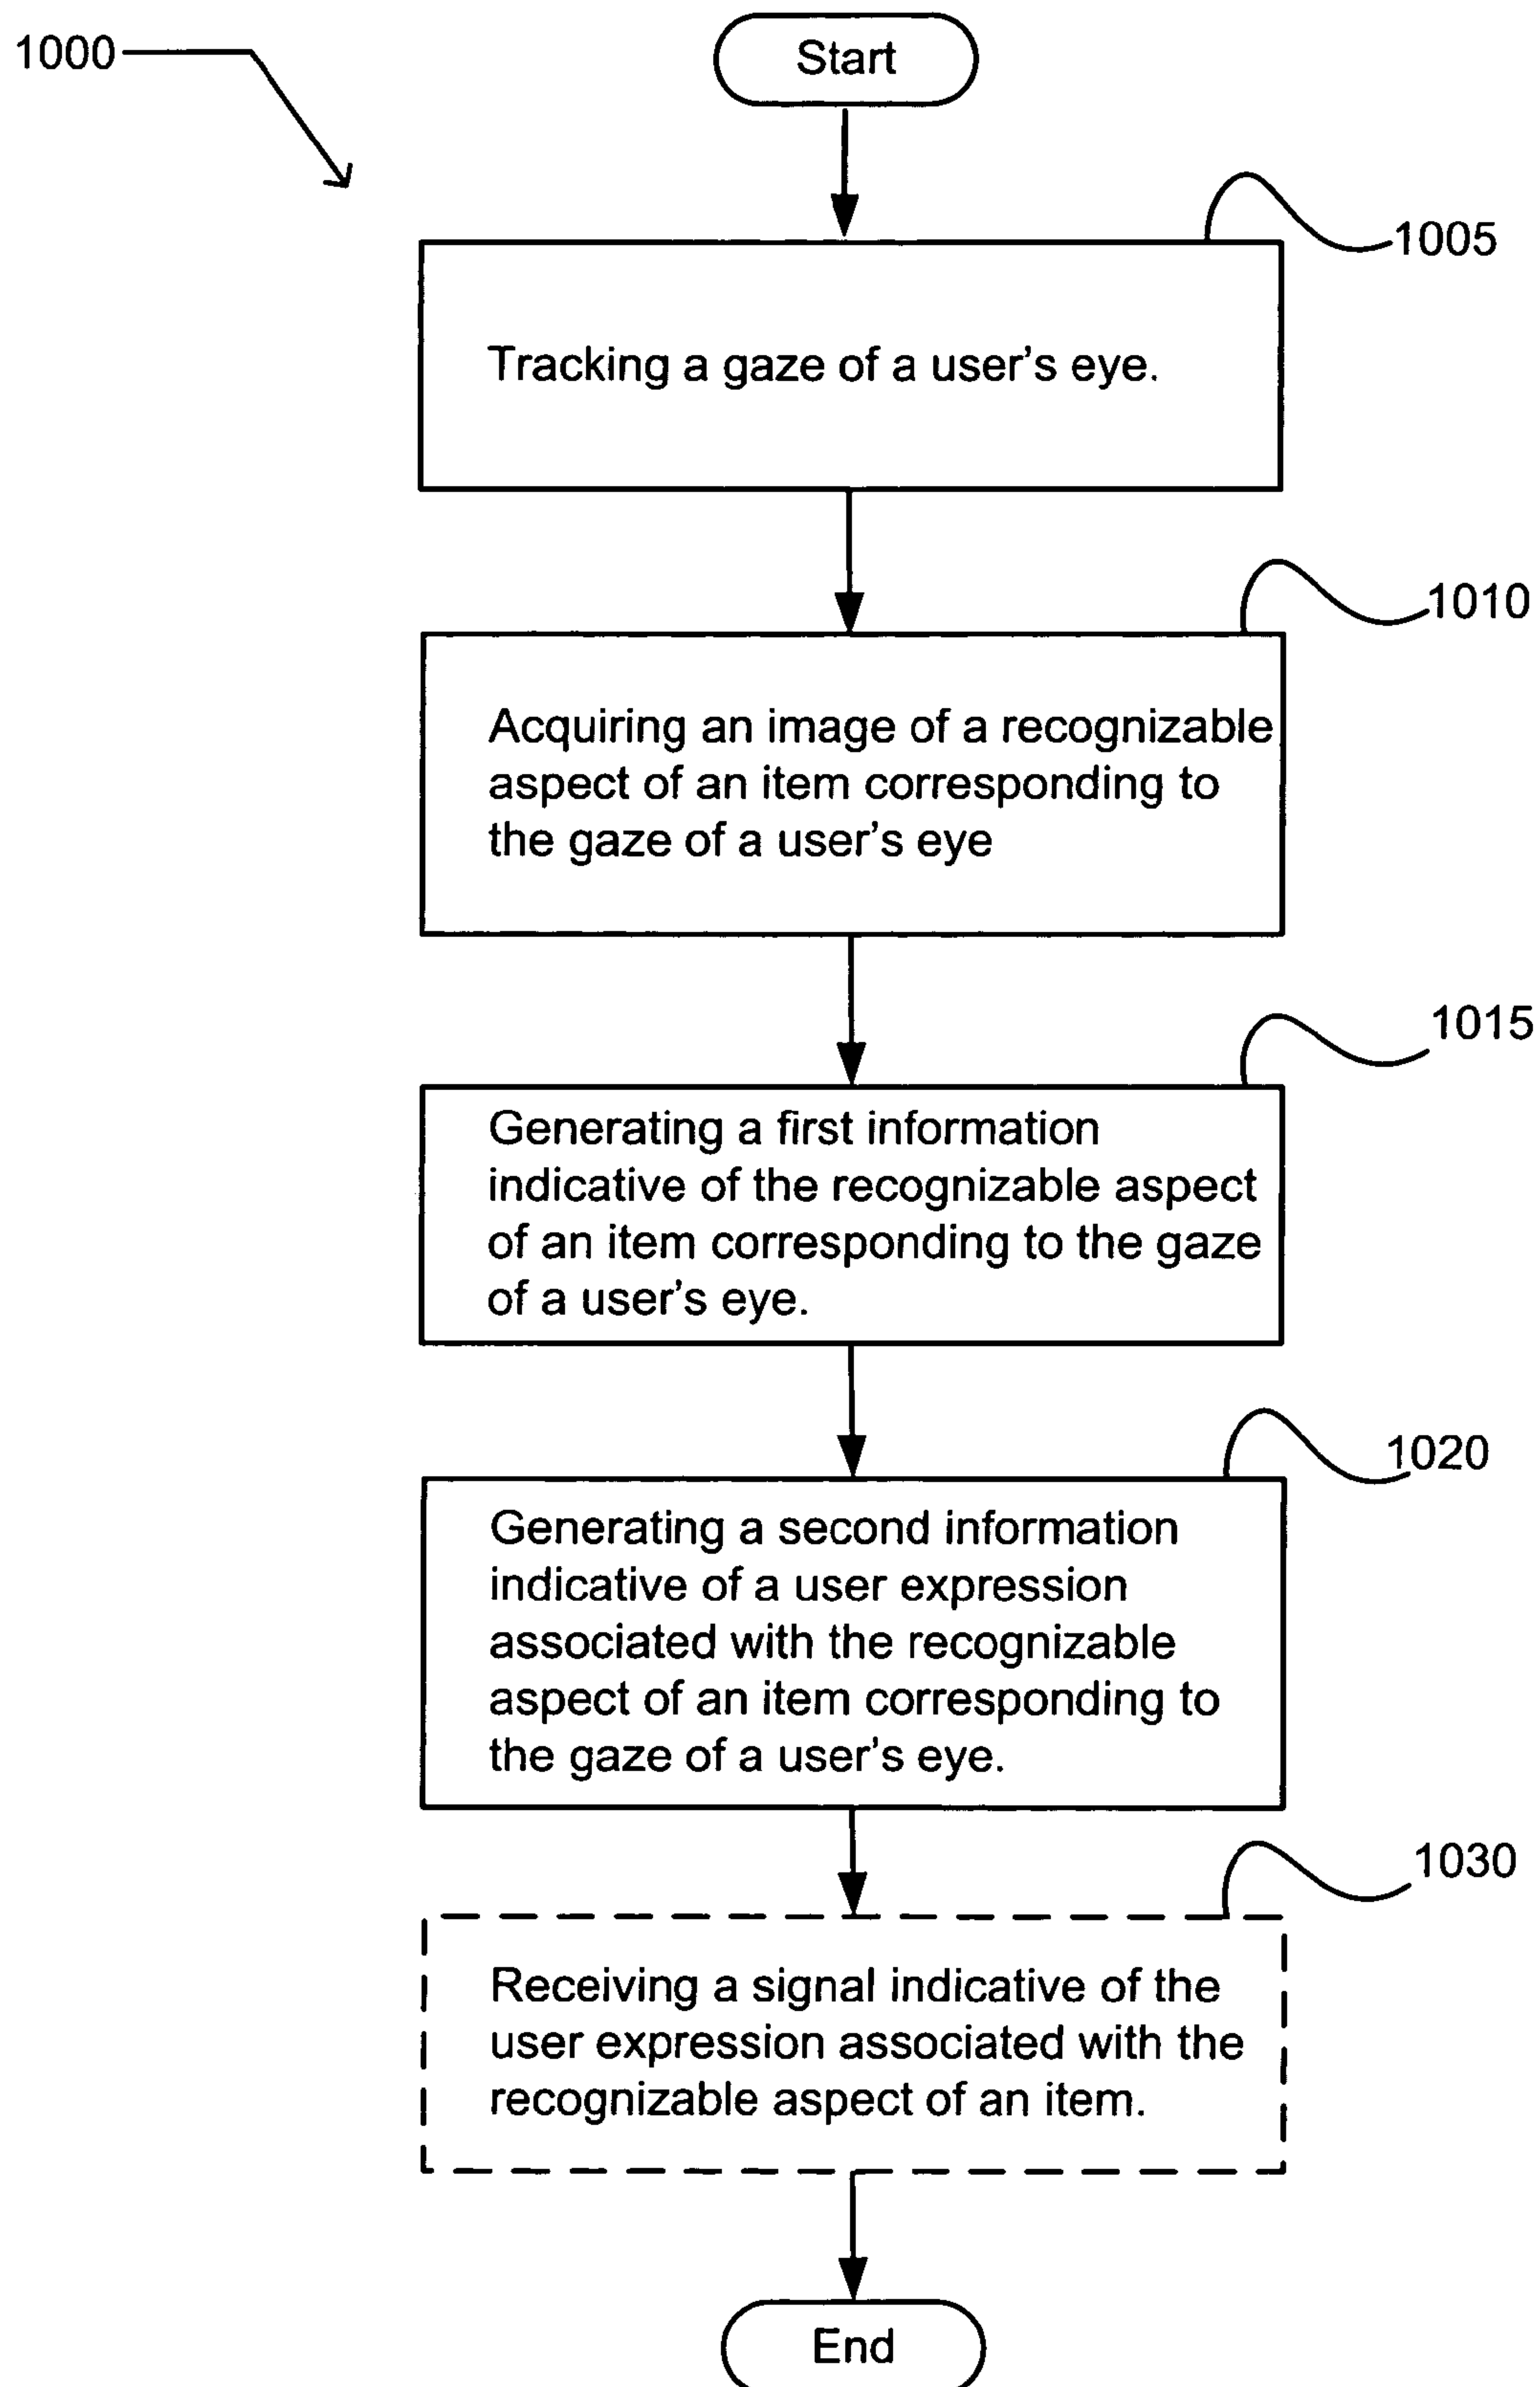 1000
Start
1005
Tracking a gaze of a user's eye.
1010
Acquiring an image of a recognizable
aspect of an item corresponding to
the gaze of a user's eye
1015
Generating a first information
indicative of the recognizable aspect
of an item corresponding to the gaze
of a user's eye.
1020
Generating a second information
indicative of a user expression
associated with the recognizable
aspect of an item corresponding to
the gaze of a user's eye.
1030
Receiving a signal indicative of the
user expression associated with the
recognizable aspect of an item.
End